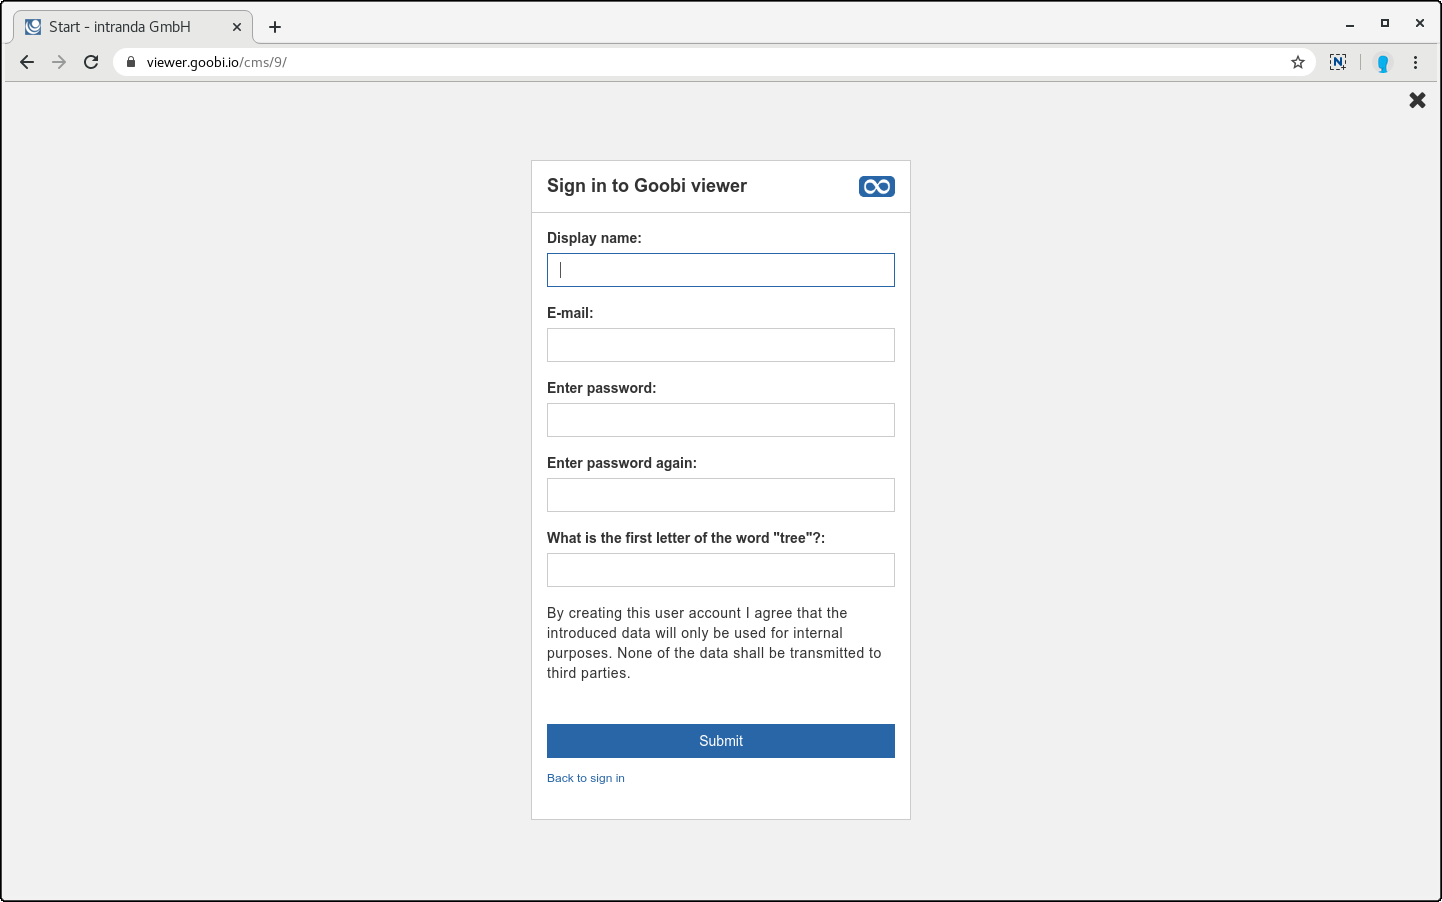 Start - intranda GmbH
viewer.goobi.io/cms/9/
Sign in to Goobi viewer
Display name:
E-mail:
Enter password:
Enter password again:
What is the first letter of the word "tree"?:
By creating this user account I agree that the
introduced data will only be used for internal
purposes. None of the data shall be transmitted to
third parties.
Submit
Back to sign in